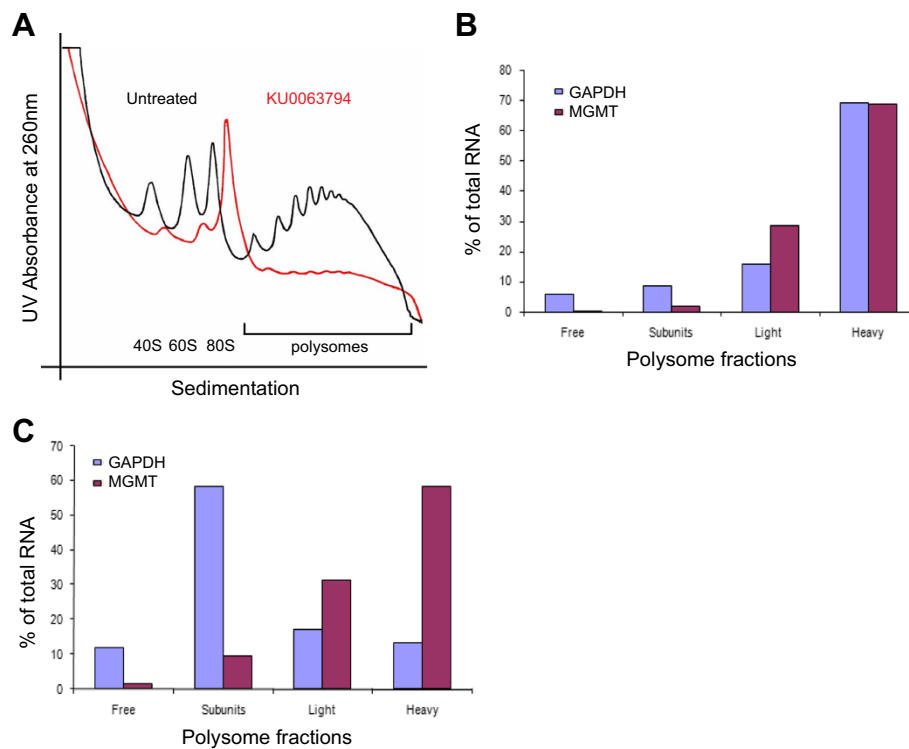 A
UV Absorbance at 260nm
Untreated
KU0063794
40S 60S 80S
polysomes
Sedimentation
B
% of total RNA
80
70
60
50
40
30
20
10
0
GAPDH
MGMT
Free Subunits Light Heavy
Polysome fractions
C
% of total RNA
70
60
50
40
30
20
10
0
GAPDH
MGMT
Free Subunits Light Heavy
Polysome fractions